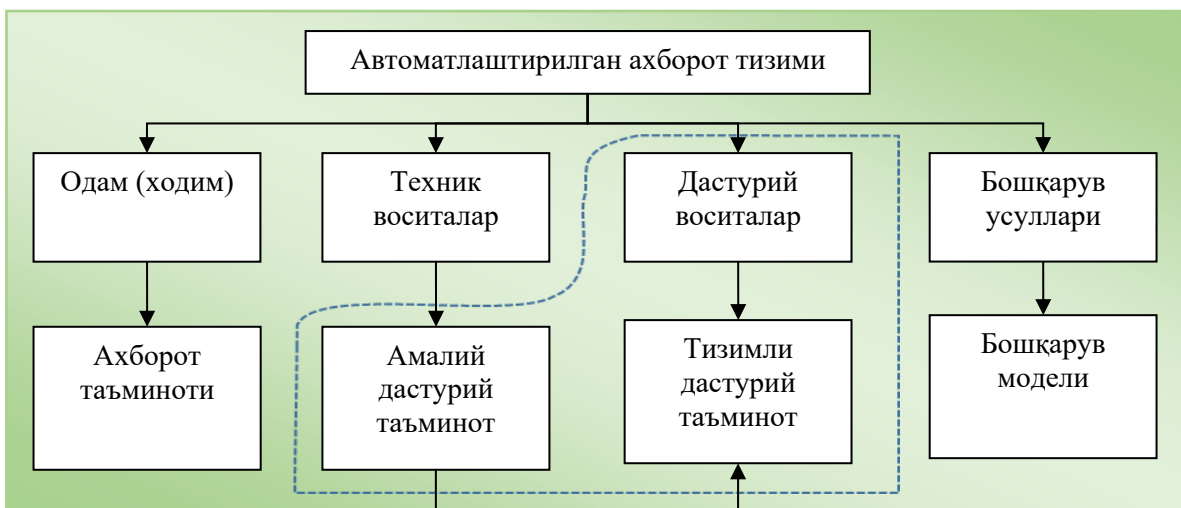 Автоматлаштирилган ахборот тизими
Одам (ходим)
Техник
воситалар
Дастурий
воситалар
Бошқарув
усуллари
Ахборот
таъминоти
Амалий
дастурий
таъминот
Тизимли
дастурий
таъминот
Бошқарув
модели